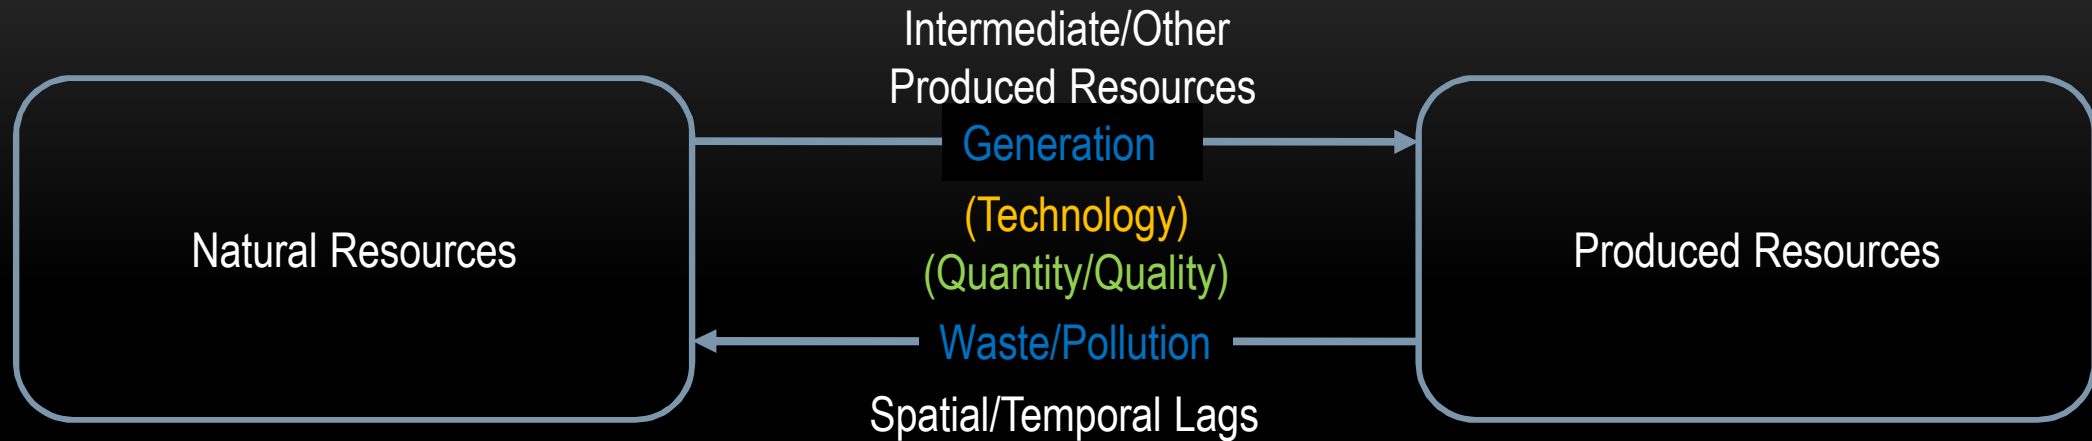 Natural Resources
Intermediate/Other
Produced Resources
Generation
(Technology)
(Quantity/Quality)
Waste/Pollution
Spatial/Temporal Lags
Produced Resources